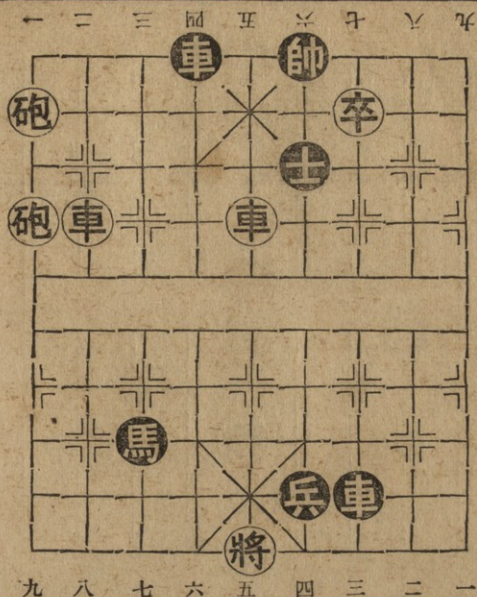 一 二 三 四 五 六 七 八 九
車 帥
砲 卒
士
砲 車 車
馬
兵 車
將
九 八 七 六 五 四 三 二 一